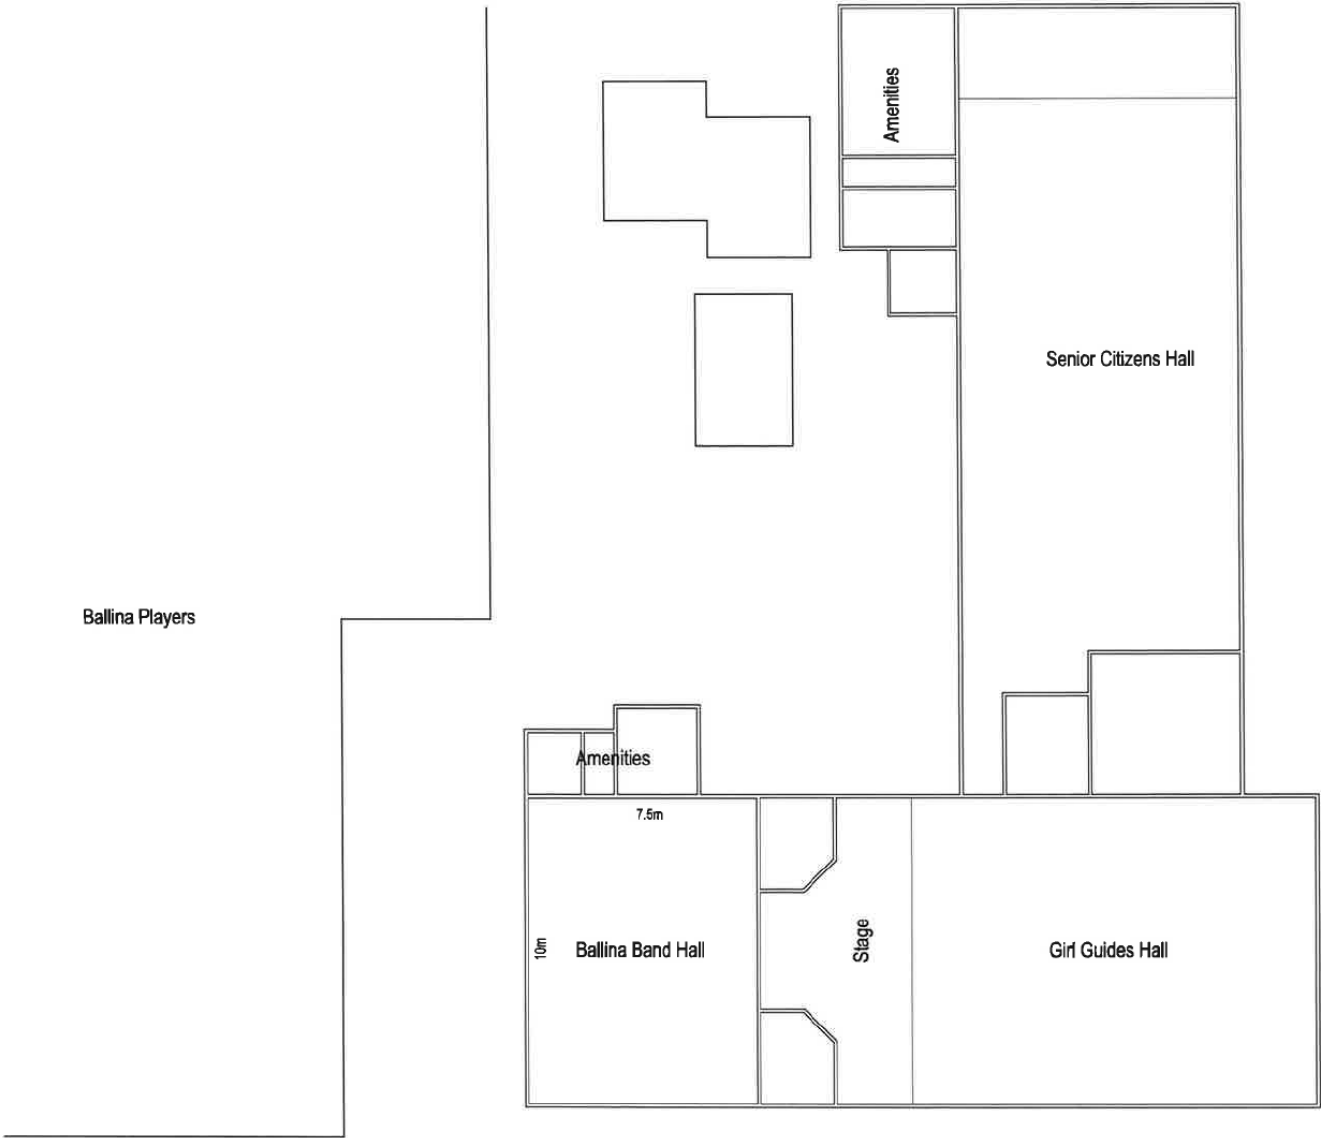 Amenities
Senior Citizens Hall
Ballina Players
Amenities
7.5m
10m
Ballina Band Hall
Stage
Girl Guides Hall